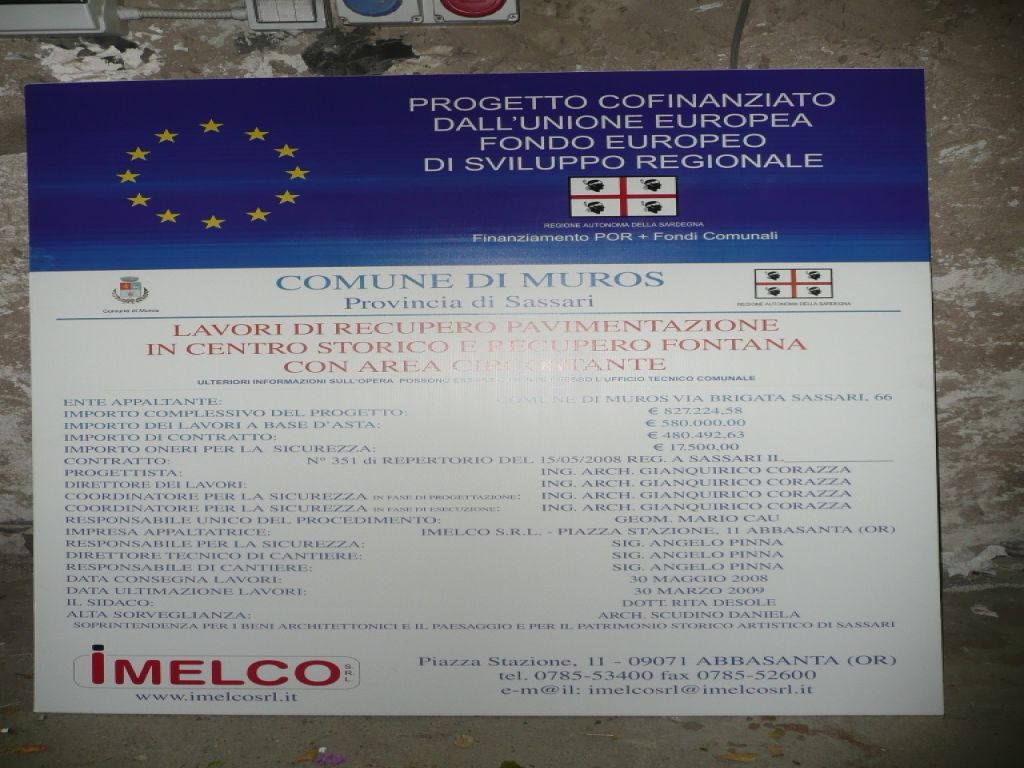 PROGETTO COFINANZIATO
DALL'UNIONE EUROPEA
FONDO EUROPEO
DI SVILUPPO REGIONALE
REGIONE AUTONOMA DELLA SARDEGNA
Finanziamento POR + Fondi Comunali
COMUNE DI MUROS
Provincia di Sassari
Comune di Muros
REGIONE AUTONOMA DELLA SARDEGNA
LAVORI DI RECUPERO PAVIMENTAZIONE
IN CENTRO STORICO E RECUPERO FONTANA
CON AREA CIRCOSTANTE
ULTERIORI INFORMAZIONI SULL'OPERA POSSONO ESSERE PRESSO L'UFFICIO TECNICO COMUNALE
ENTE APPALTANTE: COMUNE DI MUROS VIA BRIGATA SASSARI, 66
IMPORTO COMPLESSIVO DEL PROGETTO: € 827.224,58
IMPORTO DEI LAVORI A BASE D'ASTA: € 580.000,00
IMPORTO DI CONTRATTO: € 480.492,63
IMPORTO ONERI PER LA SICUREZZA: € 17.500,00
CONTRATTO: N° 351 di REPERTORIO DEL 15/05/2008 REG. A SASSARI IL
PROGETTISTA: ING. ARCH. GIANQUIRICO CORAZZA
DIRETTORE DEI LAVORI: ING. ARCH. GIANQUIRICO CORAZZA
COORDINATORE PER LA SICUREZZA IN FASE DI PROGETTAZIONE: ING. ARCH. GIANQUIRICO CORAZZA
COORDINATORE PER LA SICUREZZA IN FASE DI ESECUZIONE: ING. ARCH. GIANQUIRICO CORAZZA
RESPONSABILE UNICO DEL PROCEDIMENTO: GEOM. MARIO CAU
IMPRESA APPALTATRICE: IMELCO S.R.L. - PIAZZA STAZIONE, 11 ABBASANTA (OR)
RESPONSABILE PER LA SICUREZZA: SIG. ANGELO PINNA
DIRETTORE TECNICO DI CANTIERE: SIG. ANGELO PINNA
RESPONSABILE DI CANTIERE: SIG. ANGELO PINNA
DATA CONSEGNA LAVORI: 30 MAGGIO 2008
DATA ULTIMAZIONE LAVORI: 30 MARZO 2009
IL SIDACO: DOTT. RITA DESOLE
ALTA SORVEGLIANZA: ARCH. SCUDINO DANIELA
SOPRINTENDENZA PER I BENI ARCHITETTONICI E IL PAESAGGIO E PER IL PATRIMONIO STORICO ARTISTICO DI SASSARI
iMELCO S.R.L.
www.imelcosrl.it
Piazza Stazione, 11 - 09071 ABBASANTA (OR)
tel. 0785-53400 fax 0785-52600
e-m@il: imelcosrl@imelcosrl.it